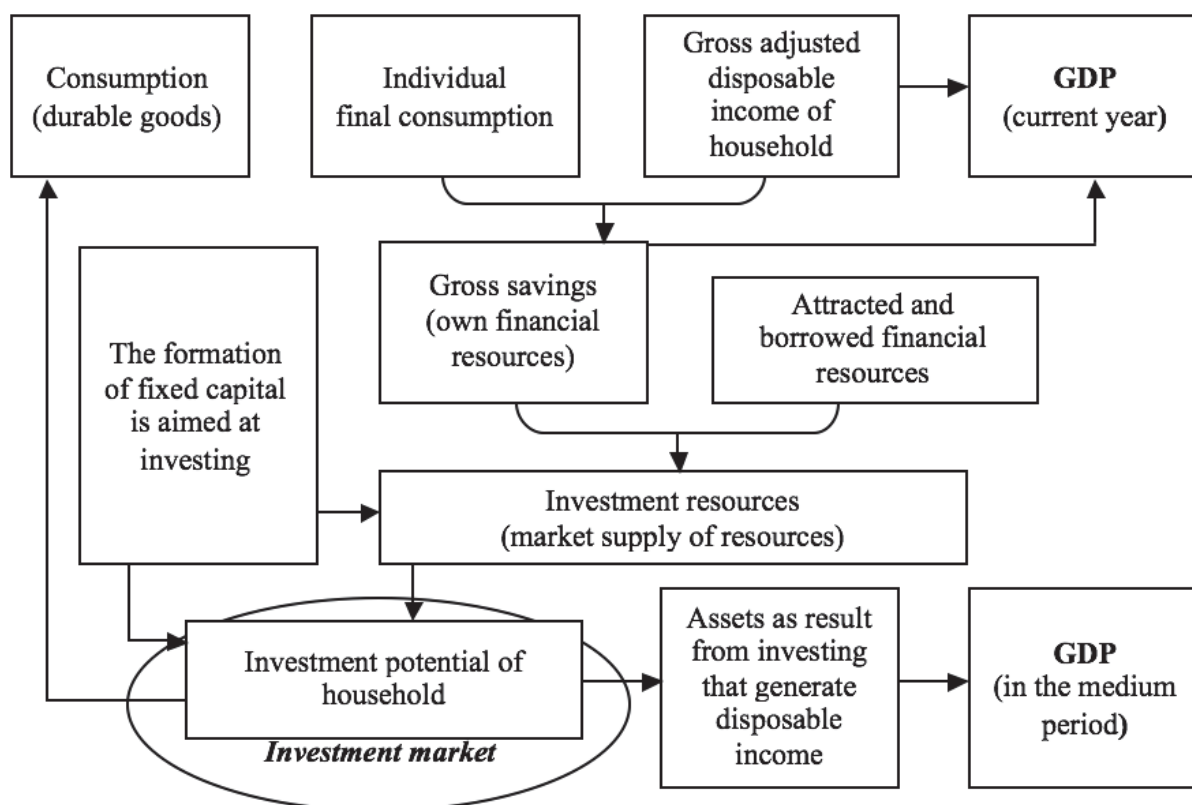 Consumption
(durable goods)
Individual
final consumption
Gross adjusted
disposable
income of
household
GDP
(current year)
The formation
of fixed capital
is aimed at
investing
Gross savings
(own financial
resources)
Attracted and
borrowed financial
resources
Investment resources
(market supply of resources)
Investment potential of
household
Investment market
Assets as result
from investing
that generate
disposable
income
GDP
(in the medium
period)